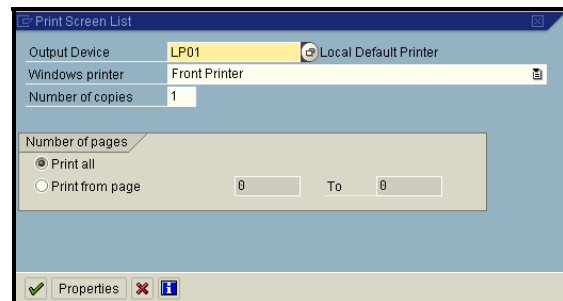 Print Screen List
Output Device LP01 Local Default Printer
Windows printer Front Printer
Number of copies 1
Number of pages
Print all
Print from page 0 To 0
Properties